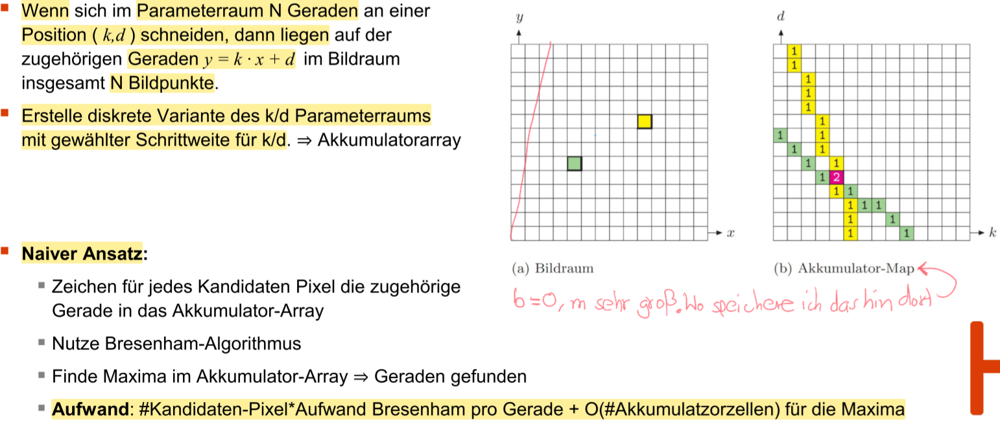 Wenn sich im Parameterraum N Geraden an einer
Position ( k,d ) schneiden, dann liegen auf der
zugehörigen Geraden y = k · x + d im Bildraum
insgesamt N Bildpunkte.
Erstelle diskrete Variante des k/d Parameterraums
mit gewählter Schrittweite für k/d. ⇒ Akkumulatorarray
Naiver Ansatz:
Zeichen für jedes Kandidaten Pixel die zugehörige
Gerade in das Akkumulator-Array
Nutze Bresenham-Algorithmus
Finde Maxima im Akkumulator-Array ⇒ Geraden gefunden
Aufwand: #Kandidaten-Pixel*Aufwand Bresenham pro Gerade + O(#Akkumulatzorzellen) für die Maxima
y
x
(a) Bildraum
d
1
1
1
1
1
1
1 1
1 1
1 1
1 2
1 1
1 1 1
1 1
1 1
k
(b) Akkumulator-Map
b=0, m sehr groß. Wo speichere ich das hin dort